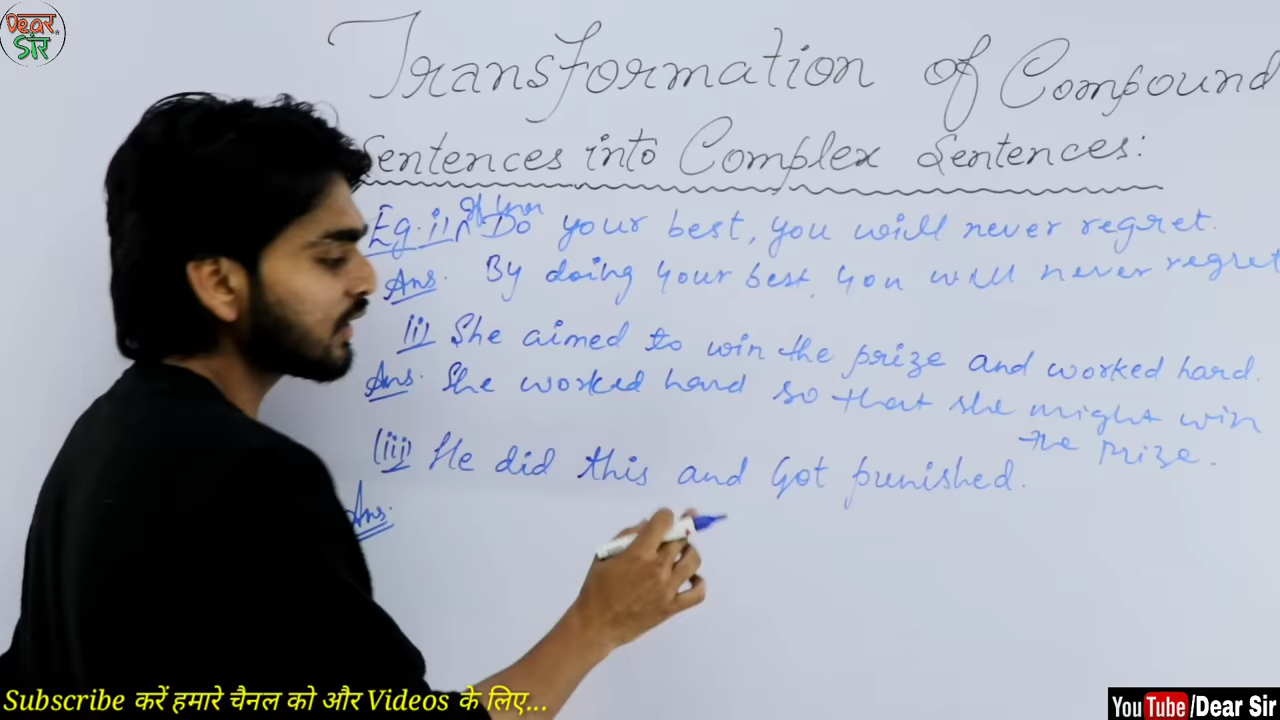 Dear Sir
Transformation of Compound
Sentences into Complex Sentences:
Eg. i) If you Do your best, you will never regret.
Ans. By doing your best, you will never regret
(ii) She aimed to win the prize and worked hard.
Ans. She worked hard so that she might win
the prize.
(iii) He did this and Got punished.
Ans.
Subscribe करें हमारे चैनल को और Videos के लिए...
YouTube/Dear Sir